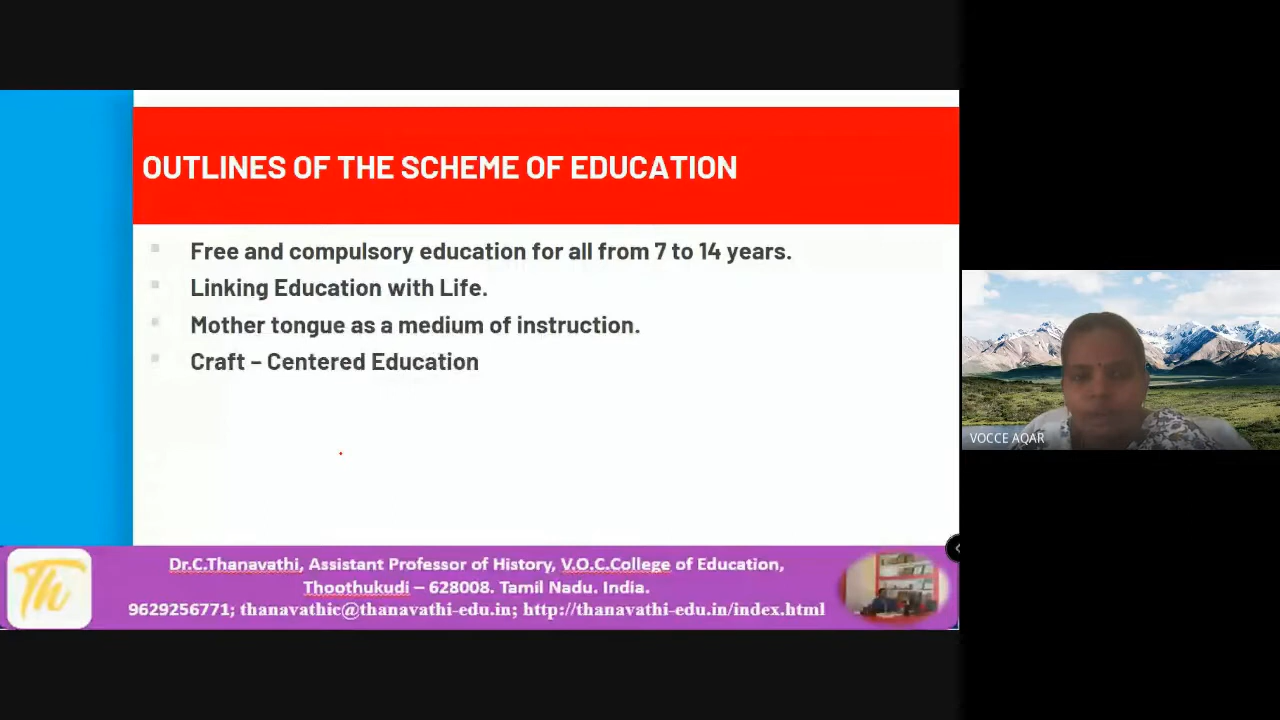 OUTLINES OF THE SCHEME OF EDUCATION
Free and compulsory education for all from 7 to 14 years.
Linking Education with Life.
Mother tongue as a medium of instruction.
Craft – Centered Education
VOCCE AQAR
Th
Dr.C.Thanavathi, Assistant Professor of History, V.O.C.College of Education,
Thoothukudi – 628008. Tamil Nadu. India.
9629256771; thanavathic@thanavathi-edu.in; http://thanavathi-edu.in/index.html